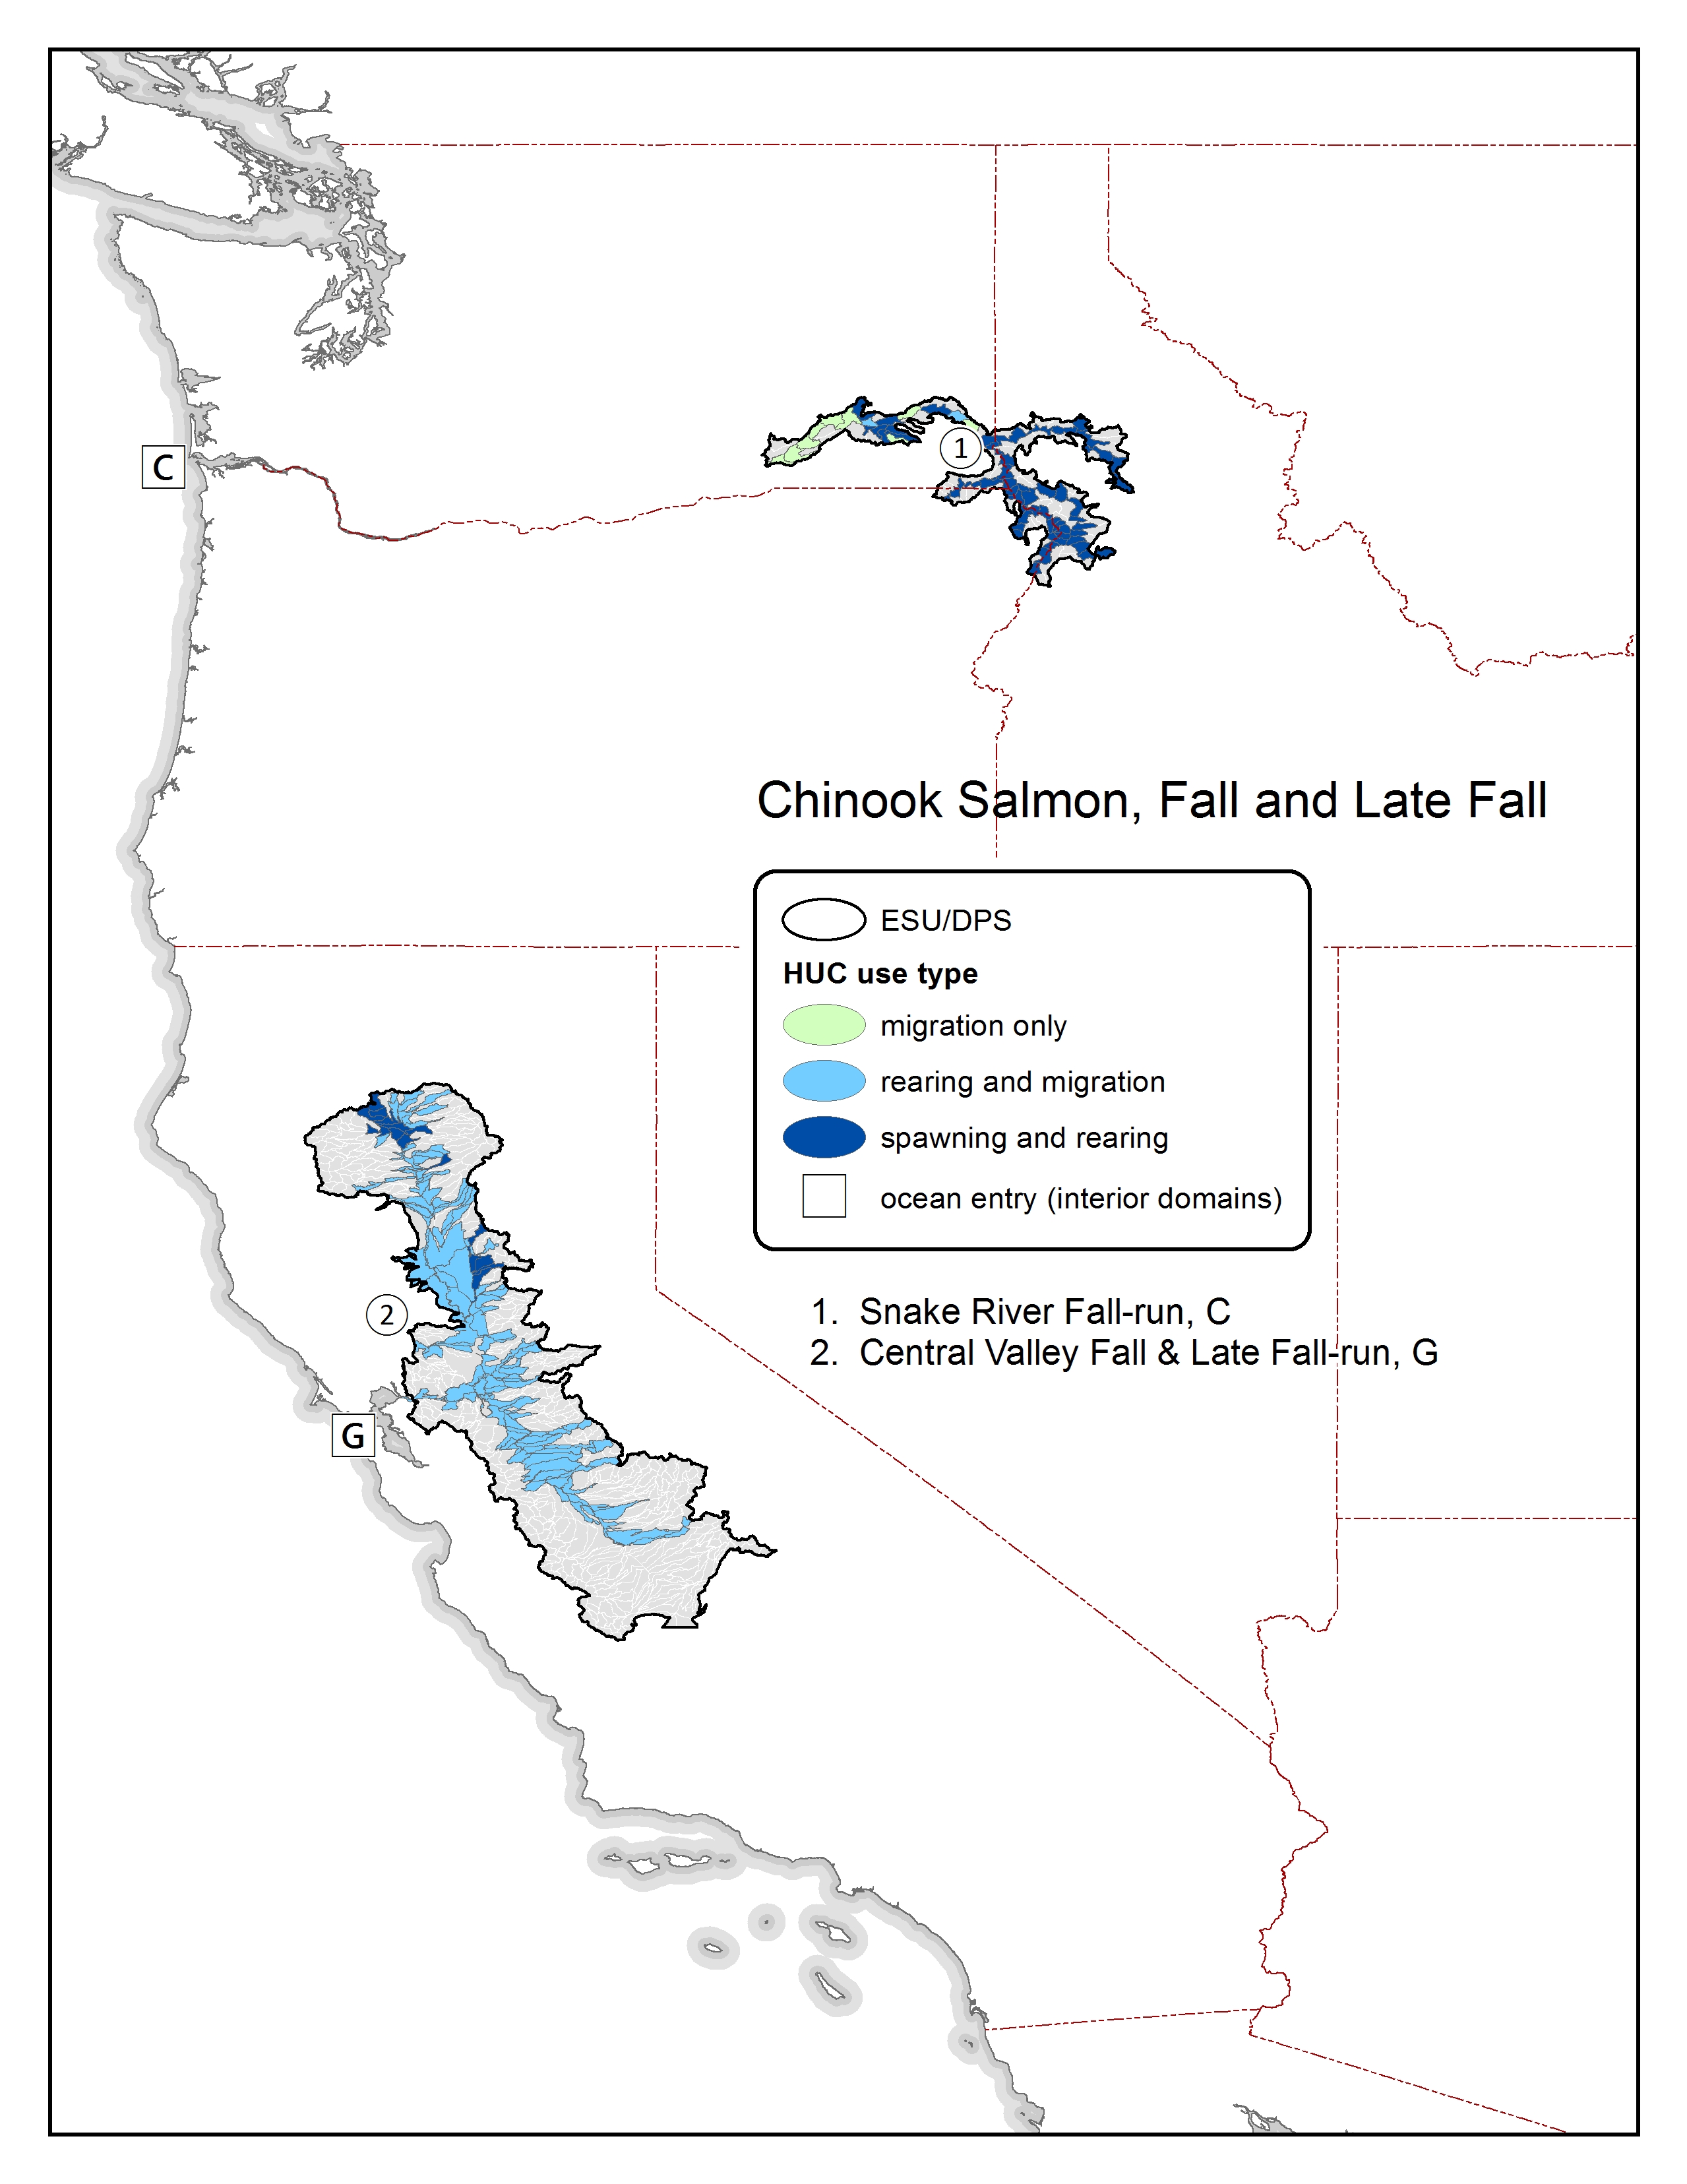 C
1
Chinook Salmon, Fall and Late Fall
ESU/DPS
HUC use type
migration only
rearing and migration
spawning and rearing
ocean entry (interior domains)
1. Snake River Fall-run, C
2. Central Valley Fall & Late Fall-run, G
2
G